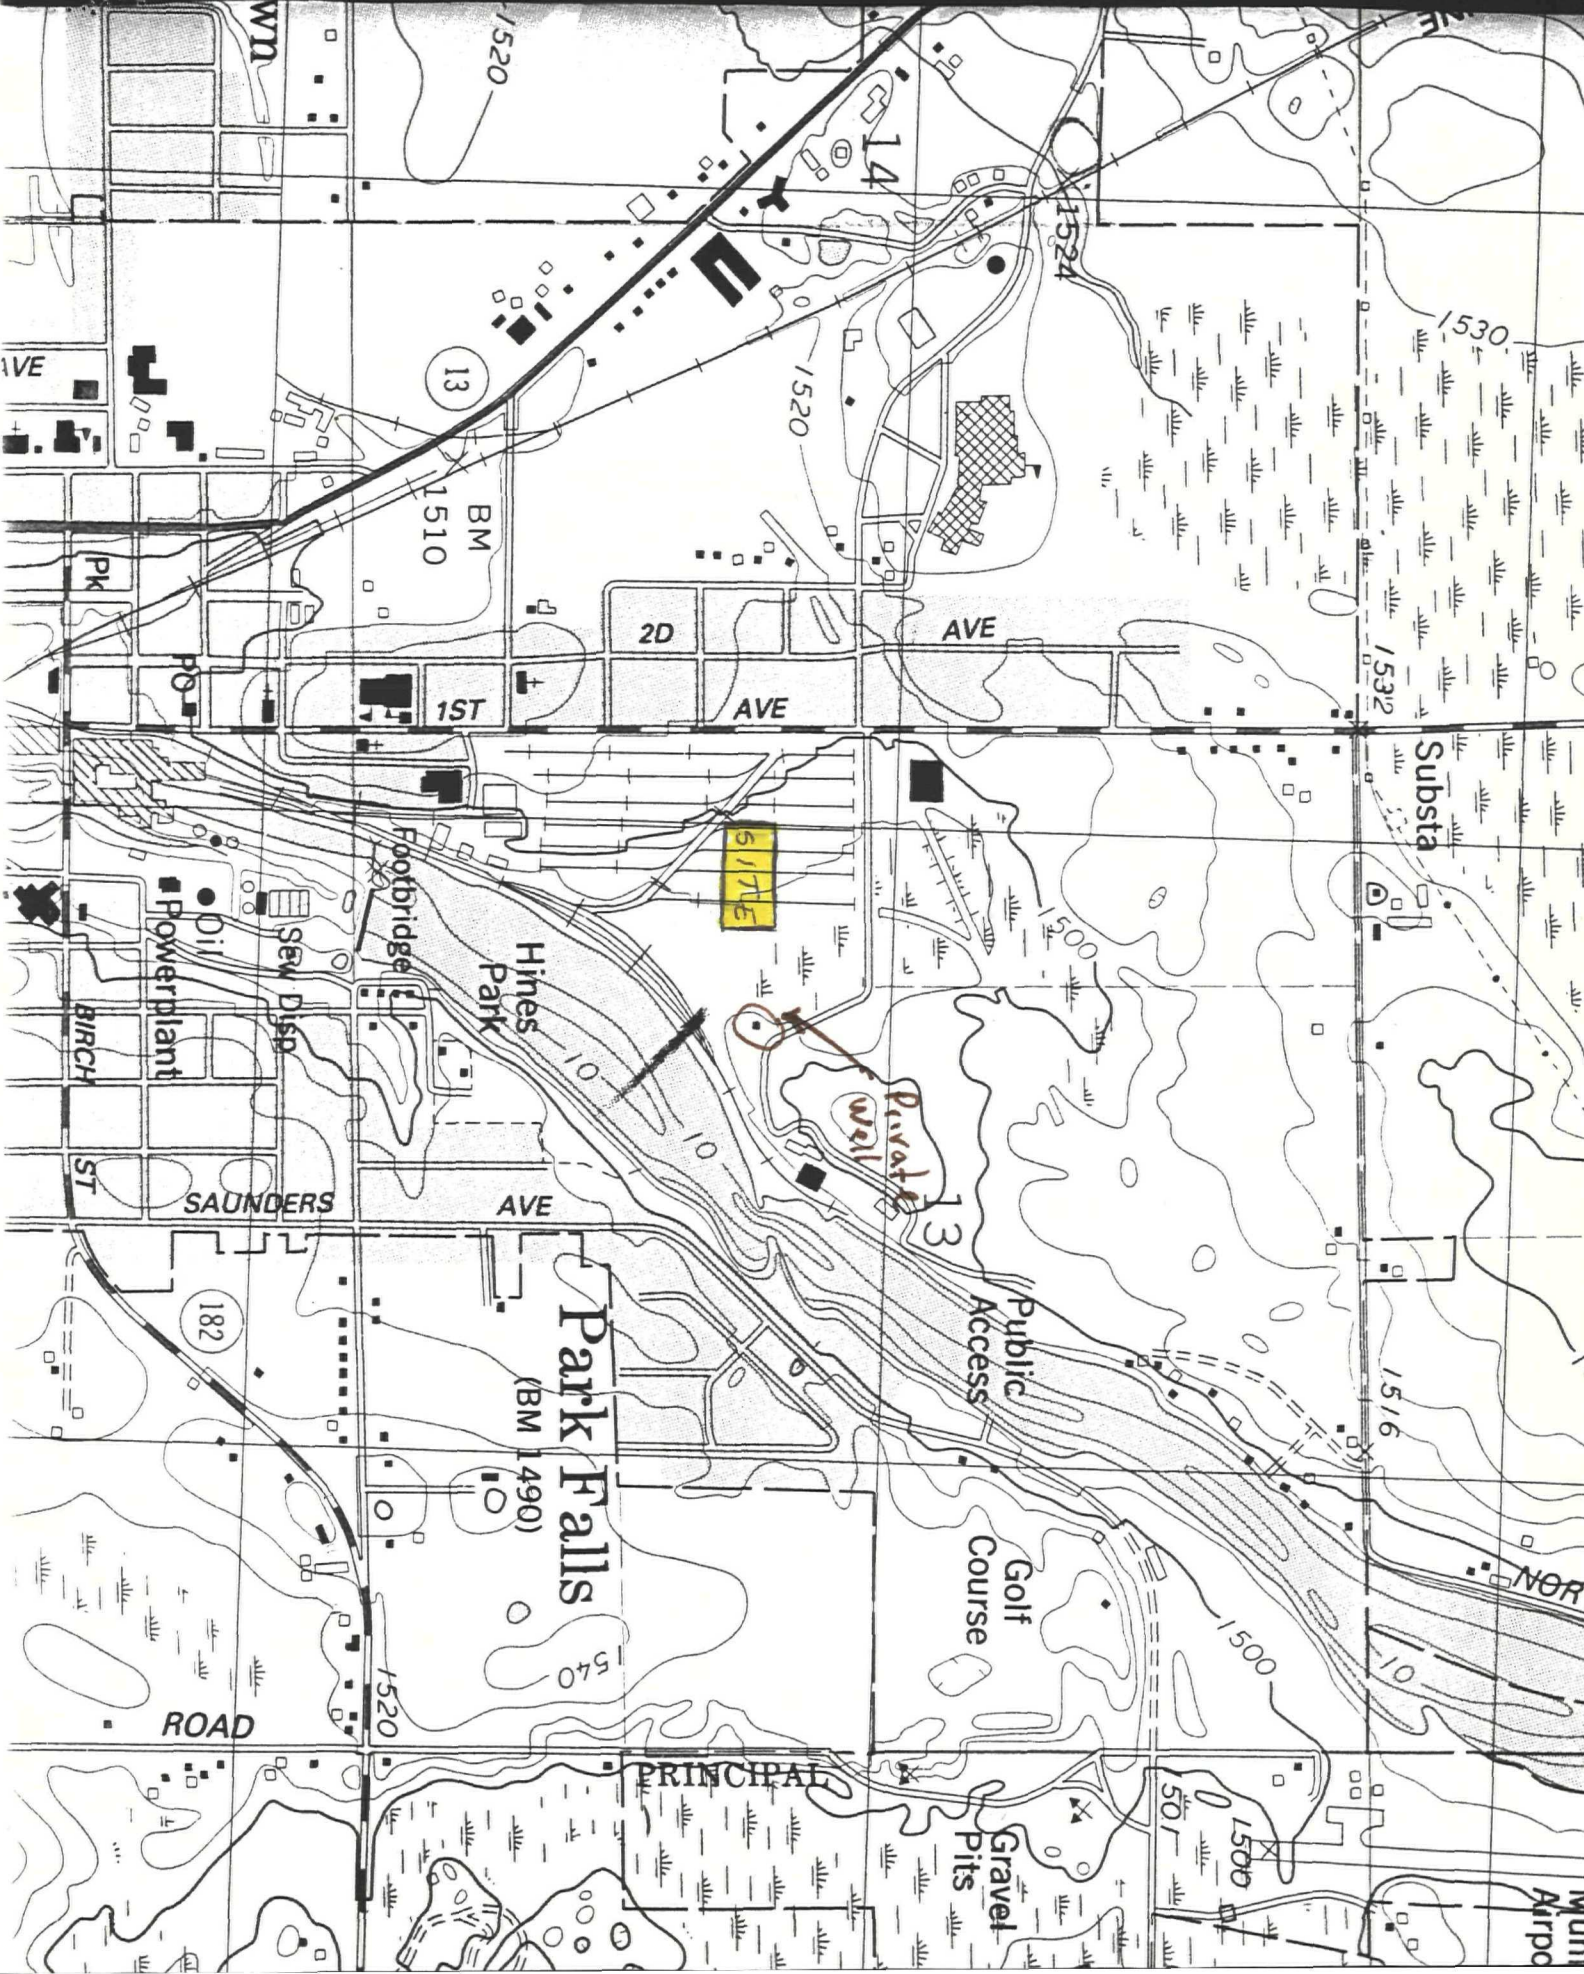 wn
1520
14
1524
1530
AVE
13
1520
BM
1510
Pk
2D
AVE
PO
1ST
AVE
1532
Substa
SITE
Footbridge
1500
Oil
Powerplant
Sew Disp
Hines
Park
BIRCH
ST
10
10
Private
well
13
SAUNDERS
AVE
182
Public
Access
Park Falls
(BM 1490)
1516
Golf
Course
NOR
1500
10
1540
1520
ROAD
PRINCIPAL
1501
1500
Gravel
Pits
Muni
Airpo